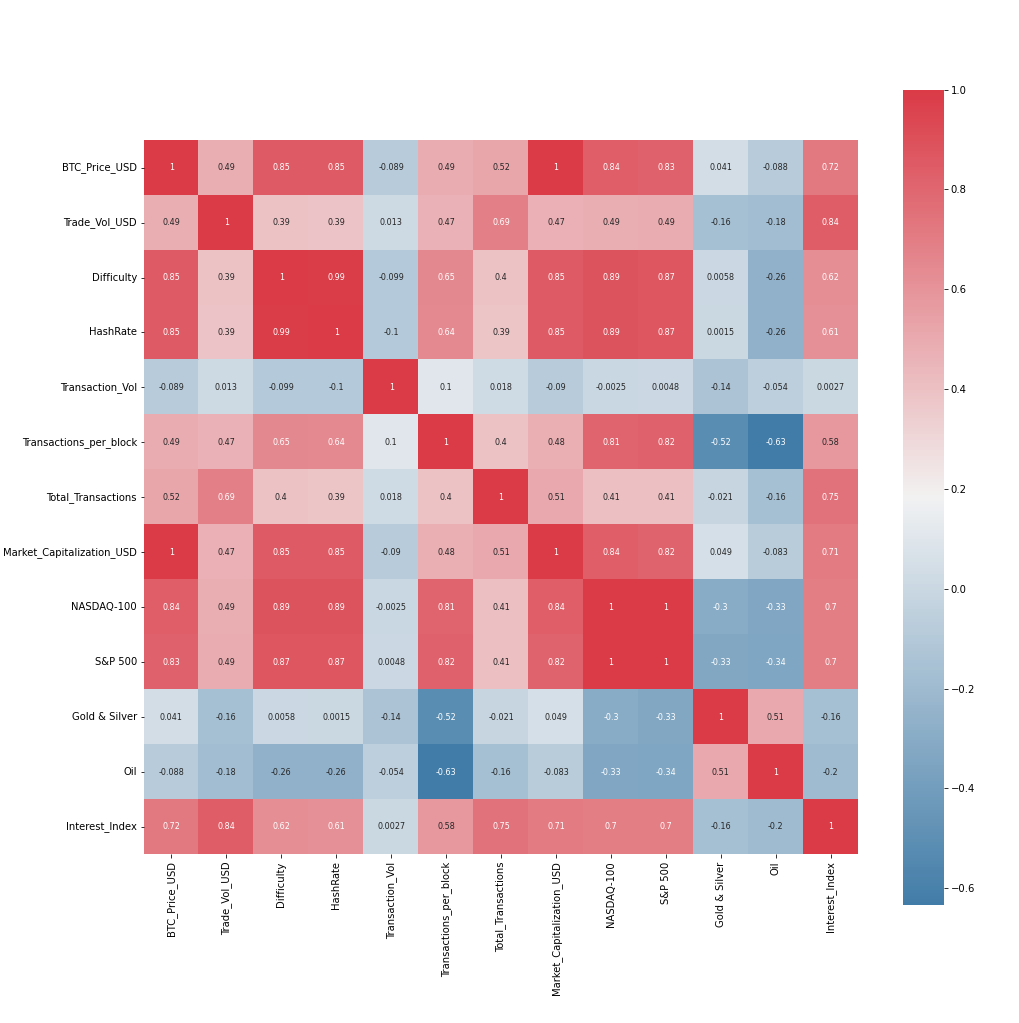 BTC_Price_USD 1 0.49 0.85 0.85 -0.089 0.49 0.52 1 0.84 0.83 0.041 -0.088 0.72
Trade_Vol_USD 0.49 1 0.39 0.39 0.013 0.47 0.69 0.47 0.49 0.49 -0.16 -0.18 0.84
Difficulty 0.85 0.39 1 0.99 -0.099 0.65 0.4 0.85 0.89 0.87 0.0058 -0.26 0.62
HashRate 0.85 0.39 0.99 1 -0.1 0.64 0.39 0.85 0.89 0.87 0.0015 -0.26 0.61
Transaction_Vol -0.089 0.013 -0.099 -0.1 1 0.1 0.018 -0.09 -0.0025 0.0048 -0.14 -0.054 0.0027
Transactions_per_block 0.49 0.47 0.65 0.64 0.1 1 0.4 0.48 0.81 0.82 -0.52 -0.63 0.58
Total_Transactions 0.52 0.69 0.4 0.39 0.018 0.4 1 0.51 0.41 0.41 -0.021 -0.16 0.75
Market_Capitalization_USD 1 0.47 0.85 0.85 -0.09 0.48 0.51 1 0.84 0.82 0.049 -0.083 0.71
NASDAQ-100 0.84 0.49 0.89 0.89 -0.0025 0.81 0.41 0.84 1 1 -0.3 -0.33 0.7
S&P 500 0.83 0.49 0.87 0.87 0.0048 0.82 0.41 0.82 1 1 -0.33 -0.34 0.7
Gold & Silver 0.041 -0.16 0.0058 0.0015 -0.14 -0.52 -0.021 0.049 -0.3 -0.33 1 0.51 -0.16
Oil -0.088 -0.18 -0.26 -0.26 -0.054 -0.63 -0.16 -0.083 -0.33 -0.34 0.51 1 -0.2
Interest_Index 0.72 0.84 0.62 0.61 0.0027 0.58 0.75 0.71 0.7 0.7 -0.16 -0.2 1
BTC_Price_USD
Trade_Vol_USD
Difficulty
HashRate
Transaction_Vol
Transactions_per_block
Total_Transactions
Market_Capitalization_USD
NASDAQ-100
S&P 500
Gold & Silver
Oil
Interest_Index
1.0
0.8
0.6
0.4
0.2
0.0
−0.2
−0.4
−0.6